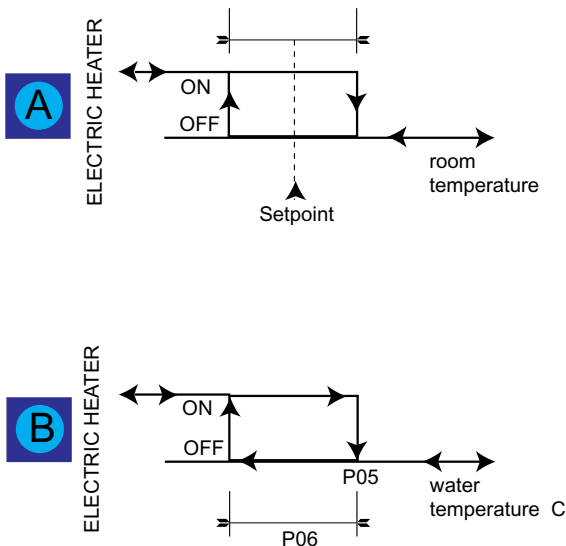 A
ELECTRIC HEATER
ON
OFF
room
temperature
Setpoint
B
ELECTRIC HEATER
ON
OFF
P05
water
temperature C
P06